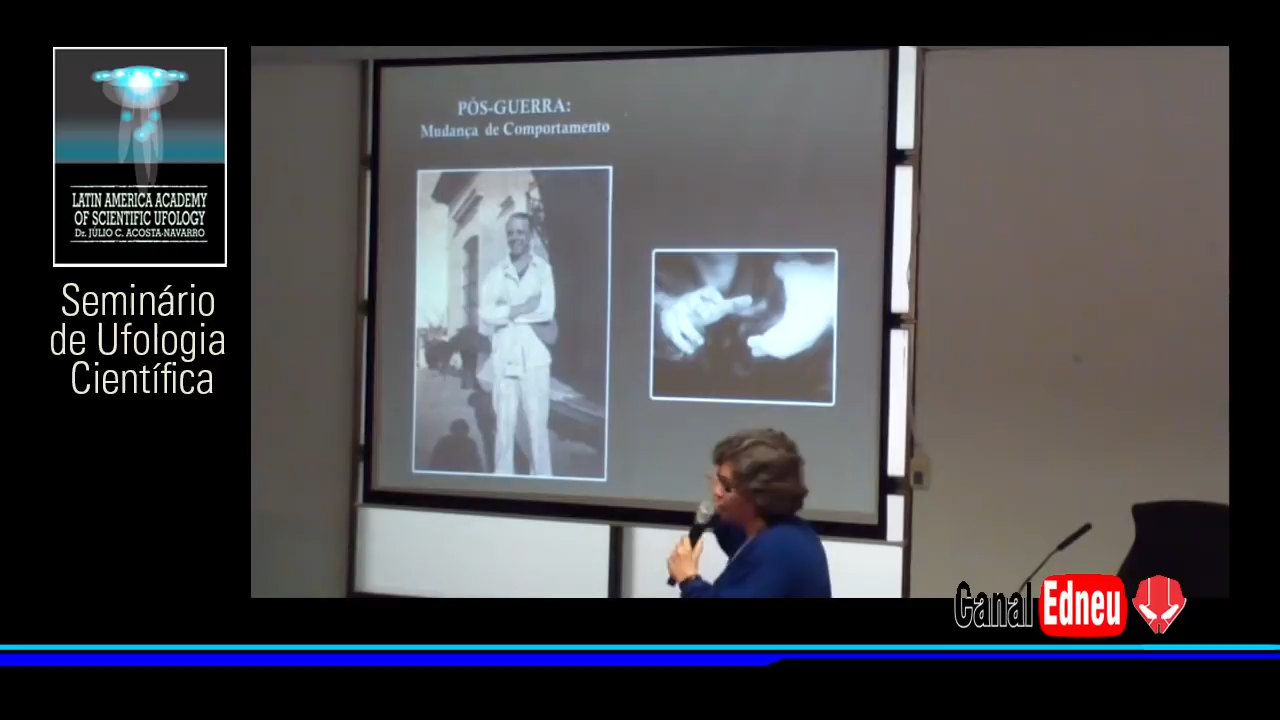 LATIN AMERICA ACADEMY
OF SCIENTIFIC UFOLOGY
Dr. JÚLIO C. ACOSTA-NAVARRO
Seminário
de Ufologia
Científica
PÓS-GUERRA:
Mudança de Comportamento
Canal Edneu